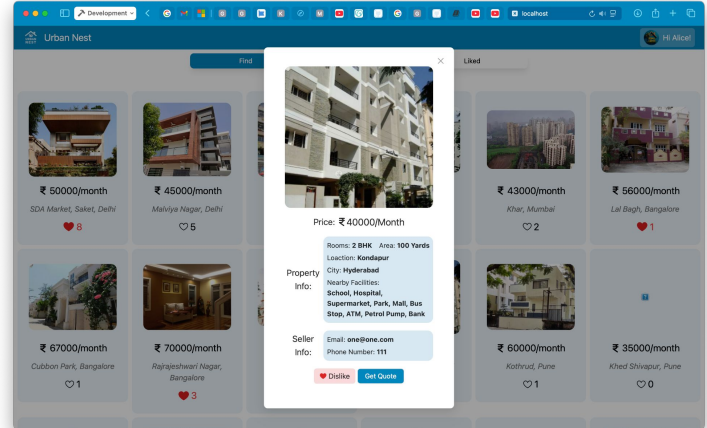 Development
localhost
URBAN
NEST
Urban Nest
Hi Alice!
Find
Liked
₹ 50000/month
SDA Market, Saket, Delhi
8
₹ 45000/month
Malviya Nagar, Delhi
5
₹ 43000/month
Khar, Mumbai
2
₹ 56000/month
Lal Bagh, Bangalore
1
Price: ₹40000/Month
Property Info:
Rooms: 2 BHK Area: 100 Yards
Loaction: Kondapur
City: Hyderabad
Nearby Facilities:
School, Hospital,
Supermarket, Park, Mall, Bus
Stop, ATM, Petrol Pump, Bank
Seller Info:
Email: one@one.com
Phone Number: 111
Dislike
Get Quote
₹ 67000/month
Cubbon Park, Bangalore
1
₹ 70000/month
Rajrajeshwari Nagar,
Bangalore
3
₹ 60000/month
Kothrud, Pune
1
₹ 35000/month
Khed Shivapur, Pune
0